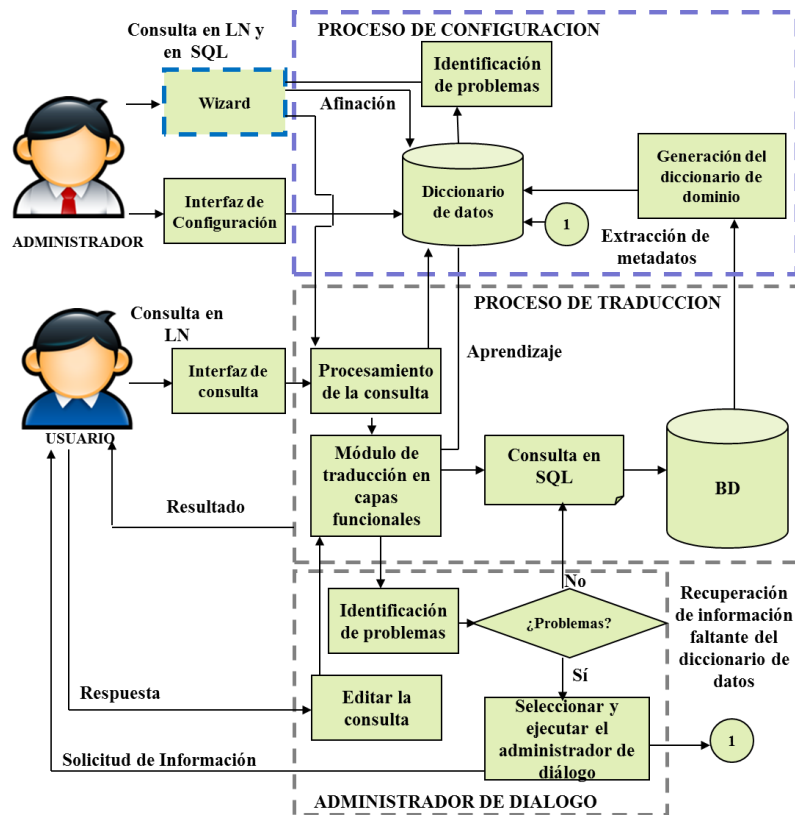 Consulta en LN y
en SQL
PROCESO DE CONFIGURACION
Identificación
de problemas
Wizard
Afinación
Generación del
diccionario de
dominio
Diccionario
de datos
Interfaz de
Configuración
1
ADMINISTRADOR
Extracción de
metadatos
PROCESO DE TRADUCCION
Consulta en
LN
Aprendizaje
Interfaz de
consulta
Procesamiento
de la consulta
USUARIO
Módulo de
traducción en
capas
funcionales
Consulta en
SQL
BD
Resultado
No
Recuperación
de información
faltante del
diccionario de
datos
Identificación
de problemas
¿Problemas?
Sí
Respuesta
Editar la
consulta
Seleccionar y
ejecutar el
administrador de
diálogo
1
Solicitud de Información
ADMINISTRADOR DE DIALOGO